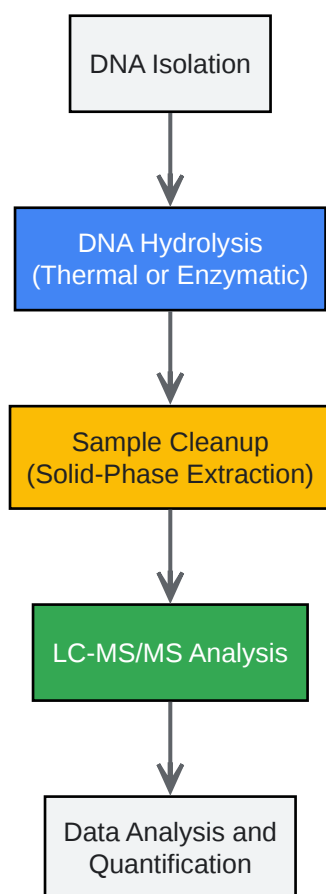 DNA Isolation
DNA Hydrolysis
(Thermal or Enzymatic)
Sample Cleanup
(Solid-Phase Extraction)
LC-MS/MS Analysis
Data Analysis and
Quantification